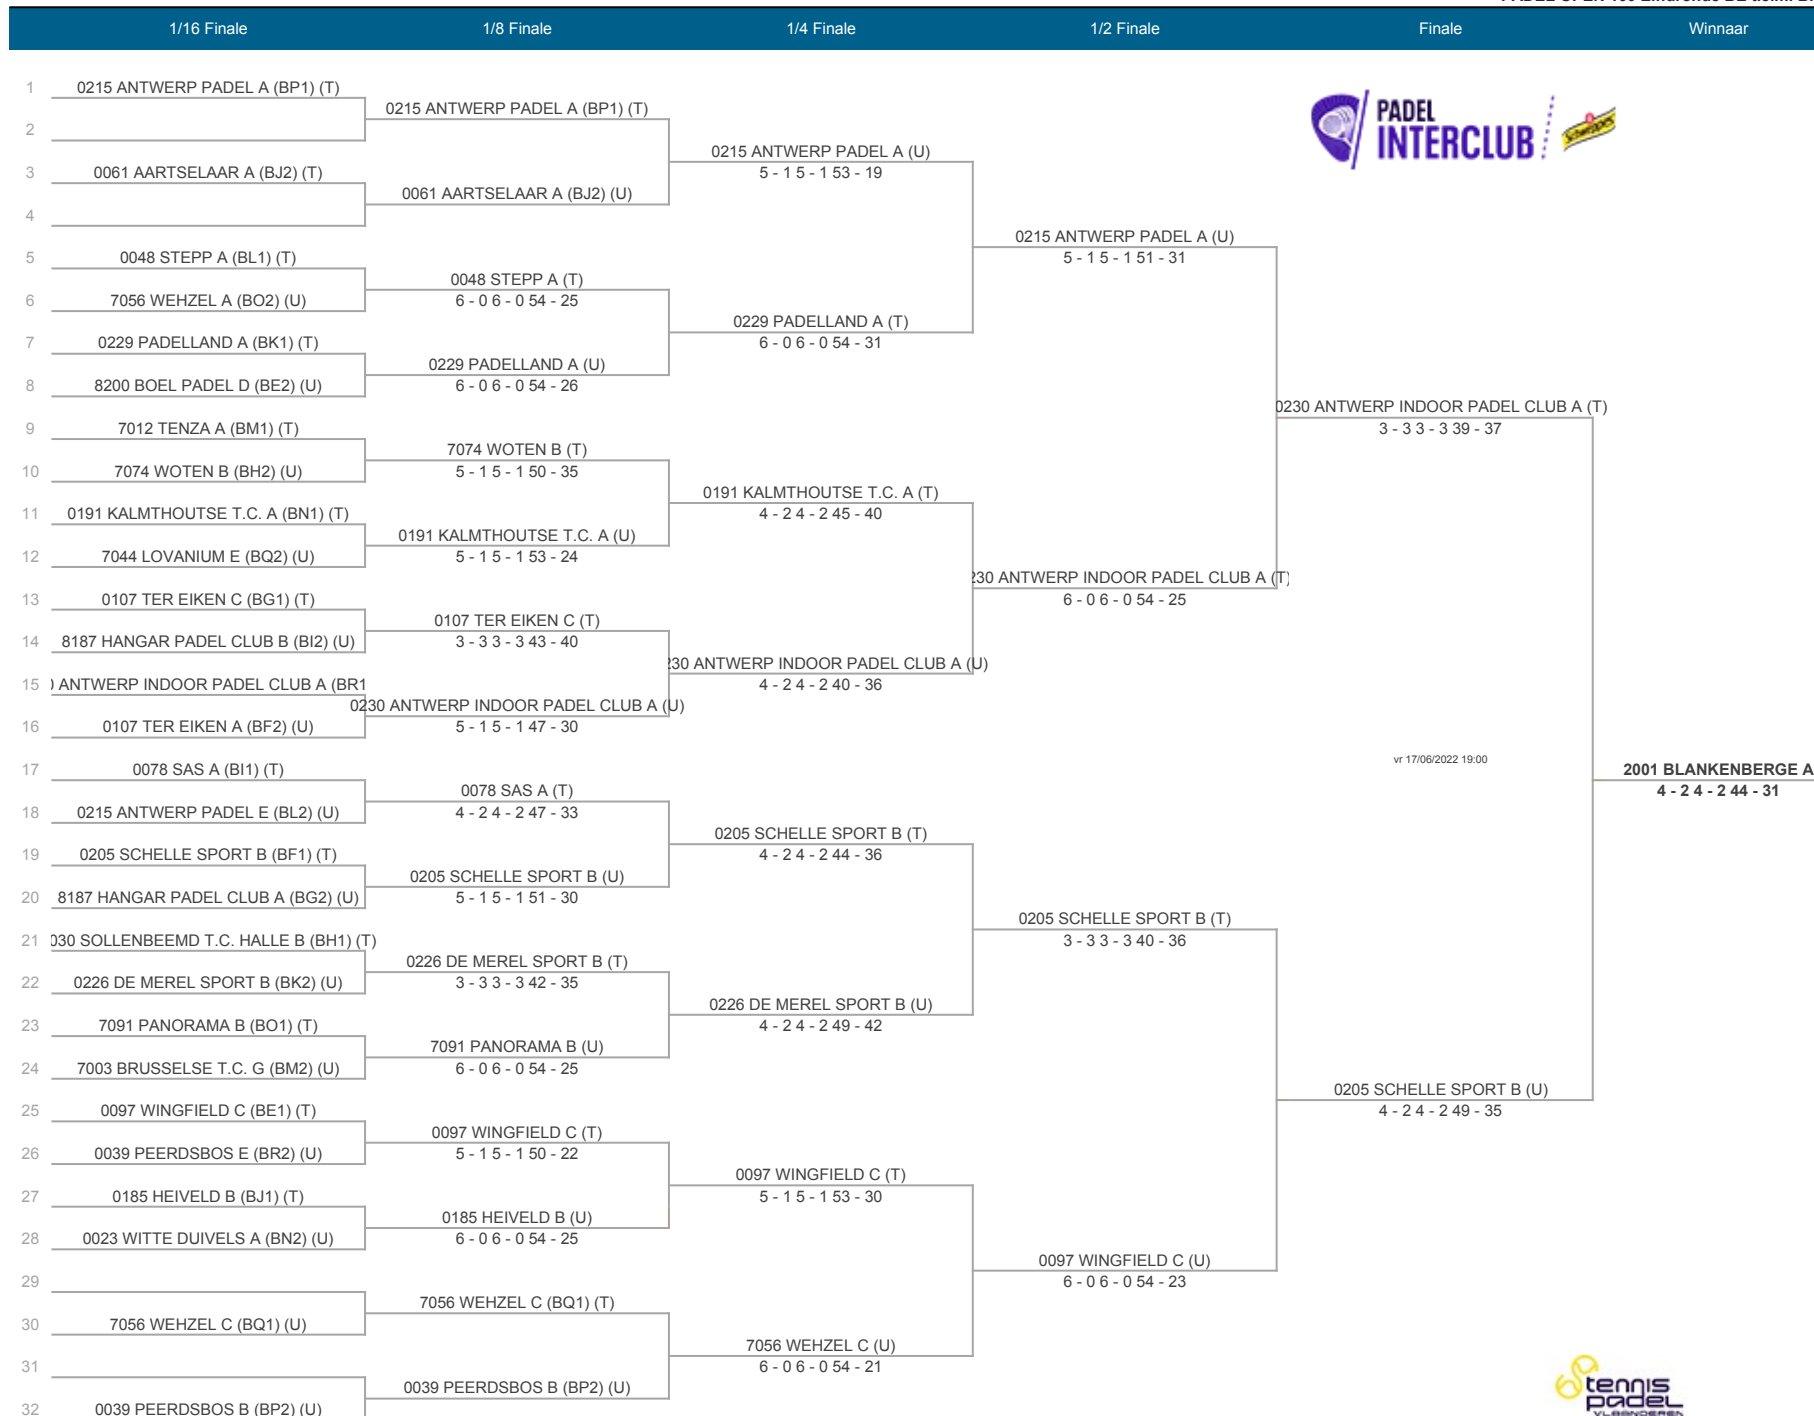 1/16 Finale 1/8 Finale 1/4 Finale 1/2 Finale Finale Winnaar
PADEL
INTERCLUB
Schweppes
1 0215 ANTWERP PADEL A (BP1) (T)
2
3 0061 AARTSELAAR A (BJ2) (T)
4
5 0048 STEPP A (BL1) (T)
6 7056 WEHZEL A (BO2) (U)
7 0229 PADELLAND A (BK1) (T)
8 8200 BOEL PADEL D (BE2) (U)
9 7012 TENZA A (BM1) (T)
10 7074 WOTEN B (BH2) (U)
11 0191 KALMTHOUTSE T.C. A (BN1) (T)
12 7044 LOVANIUM E (BQ2) (U)
13 0107 TER EIKEN C (BG1) (T)
14 8187 HANGAR PADEL CLUB B (BI2) (U)
15 ) ANTWERP INDOOR PADEL CLUB A (BR1
16 0107 TER EIKEN A (BF2) (U)
17 0078 SAS A (BI1) (T)
18 0215 ANTWERP PADEL E (BL2) (U)
19 0205 SCHELLE SPORT B (BF1) (T)
20 8187 HANGAR PADEL CLUB A (BG2) (U)
21 030 SOLLENBEEMD T.C. HALLE B (BH1) (T)
22 0226 DE MEREL SPORT B (BK2) (U)
23 7091 PANORAMA B (BO1) (T)
24 7003 BRUSSELSE T.C. G (BM2) (U)
25 0097 WINGFIELD C (BE1) (T)
26 0039 PEERDSBOS E (BR2) (U)
27 0185 HEIVELD B (BJ1) (T)
28 0023 WITTE DUIVELS A (BN2) (U)
29
30 7056 WEHZEL C (BQ1) (U)
31
32 0039 PEERDSBOS B (BP2) (U)
0215 ANTWERP PADEL A (BP1) (T)
0061 AARTSELAAR A (BJ2) (U)
0048 STEPP A (T)
6 - 0 6 - 0 54 - 25
0229 PADELLAND A (U)
6 - 0 6 - 0 54 - 26
7074 WOTEN B (T)
5 - 1 5 - 1 50 - 35
0191 KALMTHOUTSE T.C. A (U)
5 - 1 5 - 1 53 - 24
0107 TER EIKEN C (T)
3 - 3 3 - 3 43 - 40
0230 ANTWERP INDOOR PADEL CLUB A (U)
5 - 1 5 - 1 47 - 30
0078 SAS A (T)
4 - 2 4 - 2 47 - 33
0205 SCHELLE SPORT B (U)
5 - 1 5 - 1 51 - 30
0226 DE MEREL SPORT B (T)
3 - 3 3 - 3 42 - 35
7091 PANORAMA B (U)
6 - 0 6 - 0 54 - 25
0097 WINGFIELD C (T)
5 - 1 5 - 1 50 - 22
0185 HEIVELD B (U)
6 - 0 6 - 0 54 - 25
7056 WEHZEL C (BQ1) (T)
0039 PEERDSBOS B (BP2) (U)
0215 ANTWERP PADEL A (U)
5 - 1 5 - 1 53 - 19
0229 PADELLAND A (T)
6 - 0 6 - 0 54 - 31
0191 KALMTHOUTSE T.C. A (T)
4 - 2 4 - 2 45 - 40
230 ANTWERP INDOOR PADEL CLUB A (U)
4 - 2 4 - 2 40 - 36
0205 SCHELLE SPORT B (T)
4 - 2 4 - 2 44 - 36
0226 DE MEREL SPORT B (U)
4 - 2 4 - 2 49 - 42
0097 WINGFIELD C (T)
5 - 1 5 - 1 53 - 30
7056 WEHZEL C (U)
6 - 0 6 - 0 54 - 21
0215 ANTWERP PADEL A (U)
5 - 1 5 - 1 51 - 31
230 ANTWERP INDOOR PADEL CLUB A (T)
6 - 0 6 - 0 54 - 25
0205 SCHELLE SPORT B (T)
3 - 3 3 - 3 40 - 36
0097 WINGFIELD C (U)
6 - 0 6 - 0 54 - 23
0230 ANTWERP INDOOR PADEL CLUB A (T)
3 - 3 3 - 3 39 - 37
vr 17/06/2022 19:00
0205 SCHELLE SPORT B (U)
4 - 2 4 - 2 49 - 35
2001 BLANKENBERGE A
4 - 2 4 - 2 44 - 31
tennis
padel
VLAANDEREN